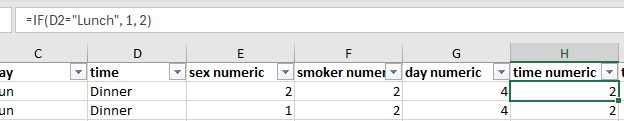 =IF(D2="Lunch", 1, 2)
C D E F G H
ay time sex numeric smoker numer day numeric time numeric
un Dinner 2 2 4 2
un Dinner 1 2 4 2